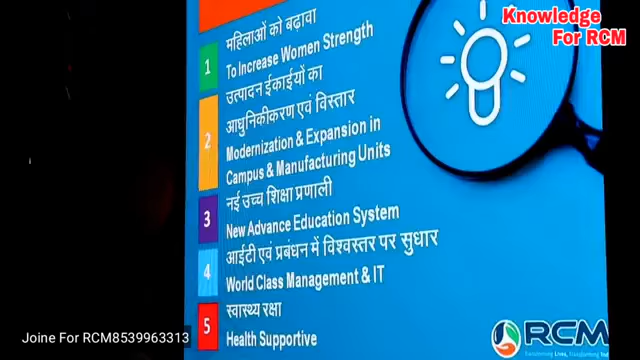 Knowledge
For RCM
1
महिलाओं को बढ़ावा
To Increase Women Strength
2
उत्पादन ईकाईयों का
आधुनिकीकरण एवं विस्तार
Modernization & Expansion in
Campus & Manufacturing Units
3
नई उच्च शिक्षा प्रणाली
New Advance Education System
4
आईटी एवं प्रबंधन में विश्वस्तर पर सुधार
World Class Management & IT
5
स्वास्थ्य रक्षा
Health Supportive
RCM
Joine For RCM8539963313